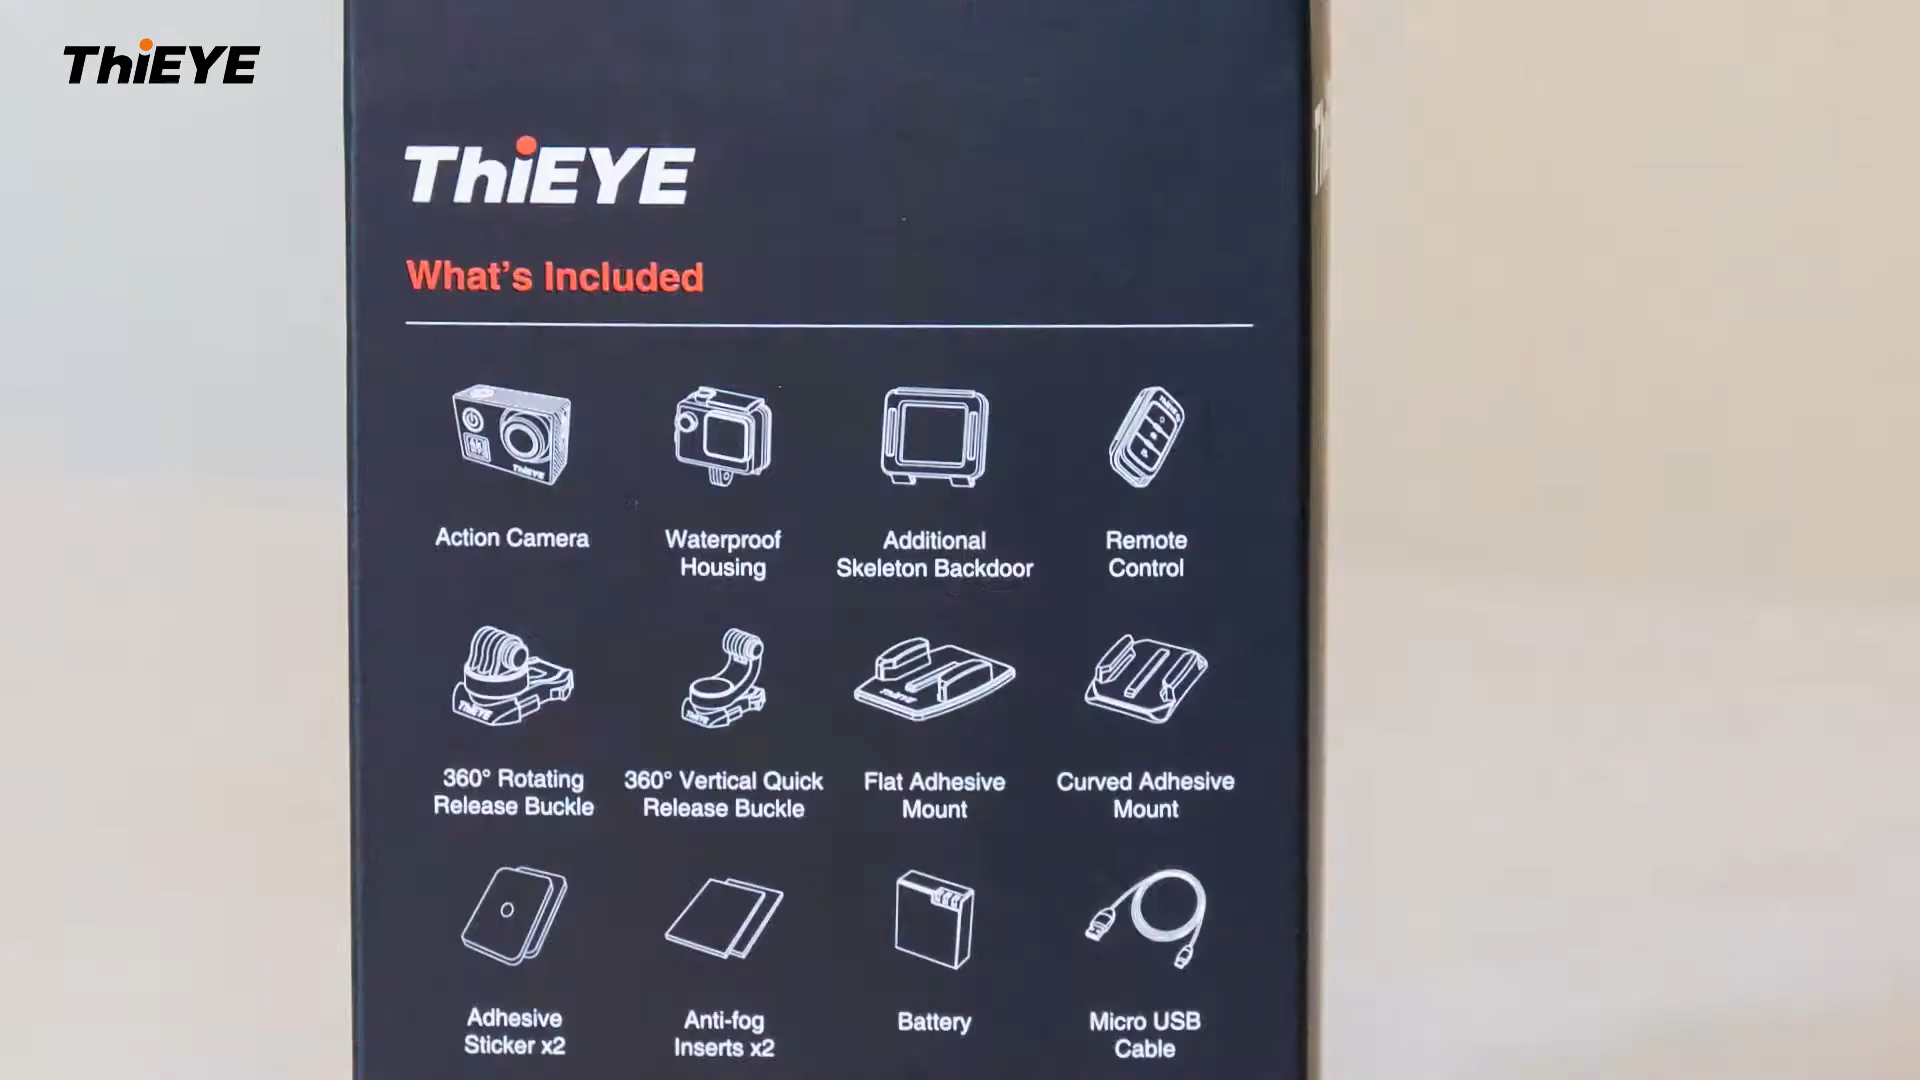 ThiEYE
ThiEYE
What's Included
Action Camera
Waterproof
Housing
Additional
Skeleton Backdoor
Remote
Control
360° Rotating
Release Buckle
360° Vertical Quick
Release Buckle
Flat Adhesive
Mount
Curved Adhesive
Mount
Adhesive
Sticker x2
Anti-fog
Inserts x2
Battery
Micro USB
Cable